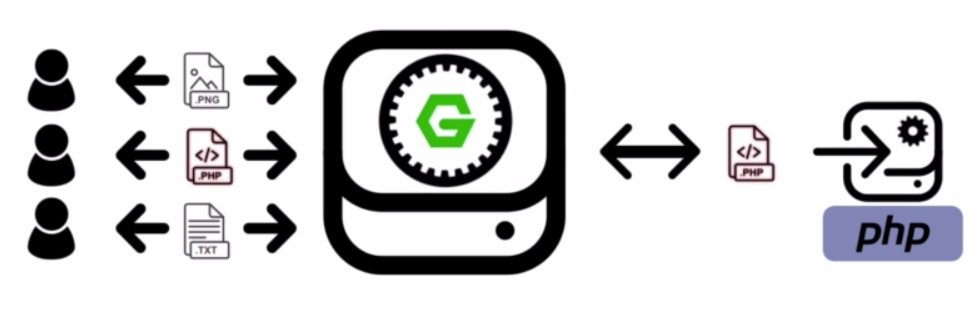 .PNG
</> .PHP
.TXT
G
</> .PHP
php